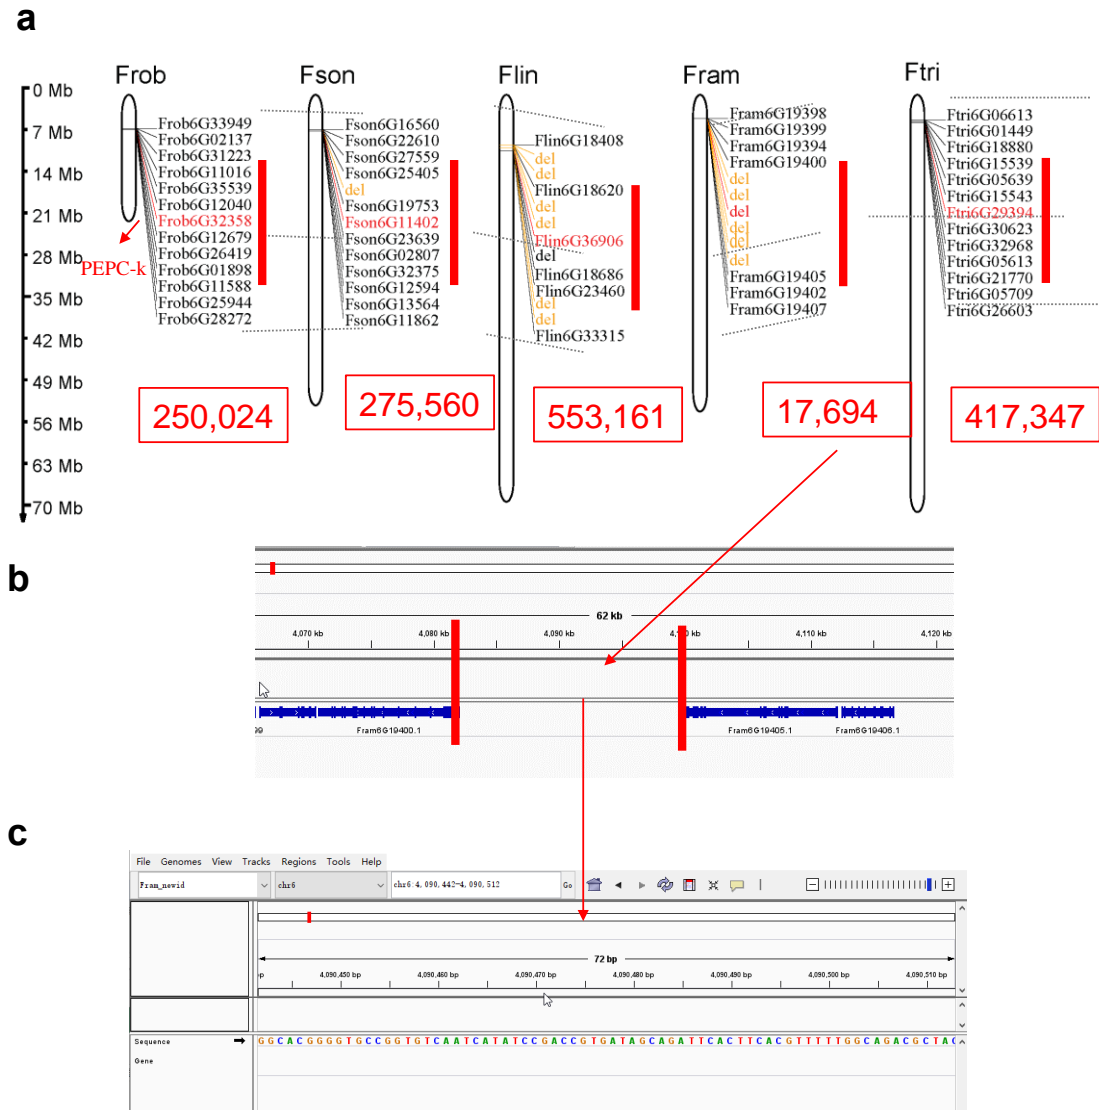 a
Frob
Fson
Flin
Fram
Ftri
0 Mb
7 Mb
14 Mb
21 Mb
28 Mb
35 Mb
42 Mb
49 Mb
56 Mb
63 Mb
70 Mb
Frob6G33949
Frob6G02137
Frob6G31223
Frob6G11016
Frob6G35539
Frob6G12040
Frob6G32358
Frob6G12679
Frob6G26419
Frob6G01898
Frob6G11588
Frob6G25944
Frob6G28272
PEPC-k
Fson6G16560
Fson6G22610
Fson6G27559
Fson6G25405
del
Fson6G19753
Fson6G11402
Fson6G23639
Fson6G02807
Fson6G32375
Fson6G12594
Fson6G13564
Fson6G11862
Flin6G18408
del
del
Flin6G18620
del
del
Flin6G36906
del
Flin6G18686
Flin6G23460
del
del
Flin6G33315
Fram6G19398
Fram6G19399
Fram6G19394
Fram6G19400
del
del
del
del
del
del
Fram6G19405
Fram6G19402
Fram6G19407
Ftri6G06613
Ftri6G01449
Ftri6G18880
Ftri6G15539
Ftri6G05639
Ftri6G15543
Ftri6G29394
Ftri6G30623
Ftri6G32968
Ftri6G05613
Ftri6G21770
Ftri6G05709
Ftri6G26603
250,024
275,560
553,161
17,694
417,347
b
62 kb
4,070 kb 4,080 kb 4,090 kb 4,110 kb 4,120 kb
99 Fram6G19400.1 Fram6G19405.1 Fram6G19406.1
c
File Genomes View Tracks Regions Tools Help
Fram_newid chr6 chr6:4,090,442-4,090,512 Go
72 bp
4,090,450 bp 4,090,460 bp 4,090,470 bp 4,090,480 bp 4,090,490 bp 4,090,500 bp 4,090,510 bp
Sequence GGCACGGGGTGCCGGTGTCAATCATATCCGACCGTGATAGCAGATTCACTTCACGTTTTTGGCAGACGCTAC
Gene